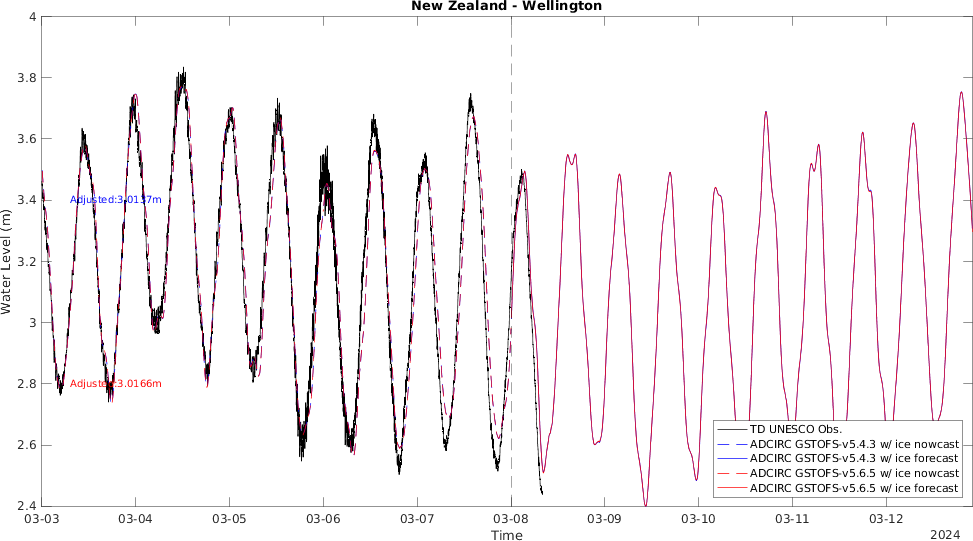 New Zealand - Wellington
4
3.8
3.6
3.4
3.2
3
2.8
2.6
2.4
Water Level (m)
Adjusted:3.0137m
Adjusted:3.0166m
TD UNESCO Obs.
ADCIRC GSTOFS-v5.4.3 w/ ice nowcast
ADCIRC GSTOFS-v5.4.3 w/ ice forecast
ADCIRC GSTOFS-v5.6.5 w/ ice nowcast
ADCIRC GSTOFS-v5.6.5 w/ ice forecast
03-03 03-04 03-05 03-06 03-07 03-08 03-09 03-10 03-11 03-12
Time
2024